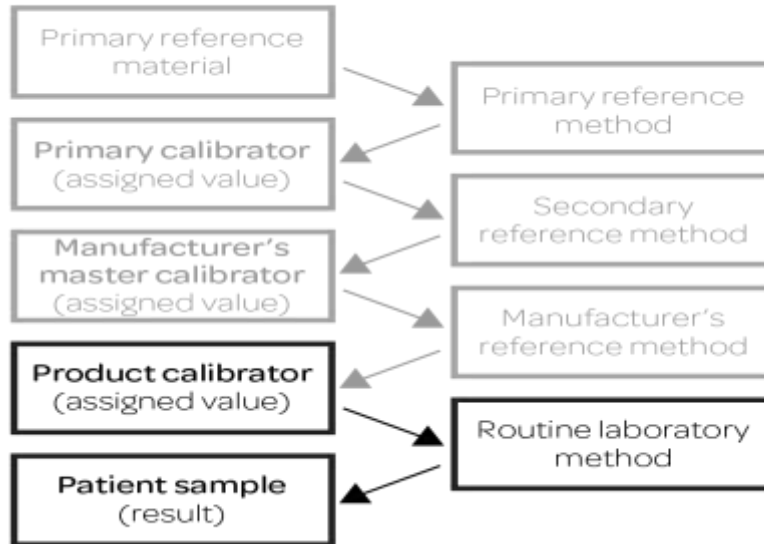 Primary reference
material
Primary reference
method
Primary calibrator
(assigned value)
Secondary
reference method
Manufacturer's
master calibrator
(assigned value)
Manufacturer's
reference method
Product calibrator
(assigned value)
Routine laboratory
method
Patient sample
(result)